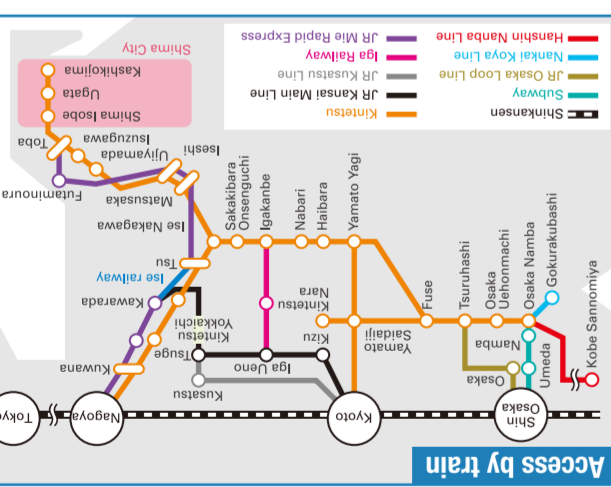 Access by train
Shin
Osaka
Kyoto
Nagoya
Tokyo
Kobe Sannomiya
Umeda
Osaka
Namba
Gokurakubashi
Osaka Namba
Osaka
Uehonmachi
Tsuruhashi
Fuse
Yamato
Saidaiji
Kintetsu
Nara
Kizu
Iga Ueno
Kusatsu
Tsuge
Kintetsu
Yokkaichi
Kuwana
Kawarada
Ise railway
Tsu
Yamato Yagi
Haibara
Nabari
Igakanbe
Sakakibara
Onsenguchi
Ise Nakagawa
Matsusaka
Iseshi
Ujiyamada
Isuzugawa
Futaminoura
Toba
Shima Isobe
Ugata
Kashikojima
Shima City
Shinkansen
Subway
JR Osaka Loop Line
Nankai Koya Line
Hanshin Nanba Line
Kintetsu
JR Kansai Main Line
JR Kusatsu Line
Iga Railway
JR Mie Rapid Express